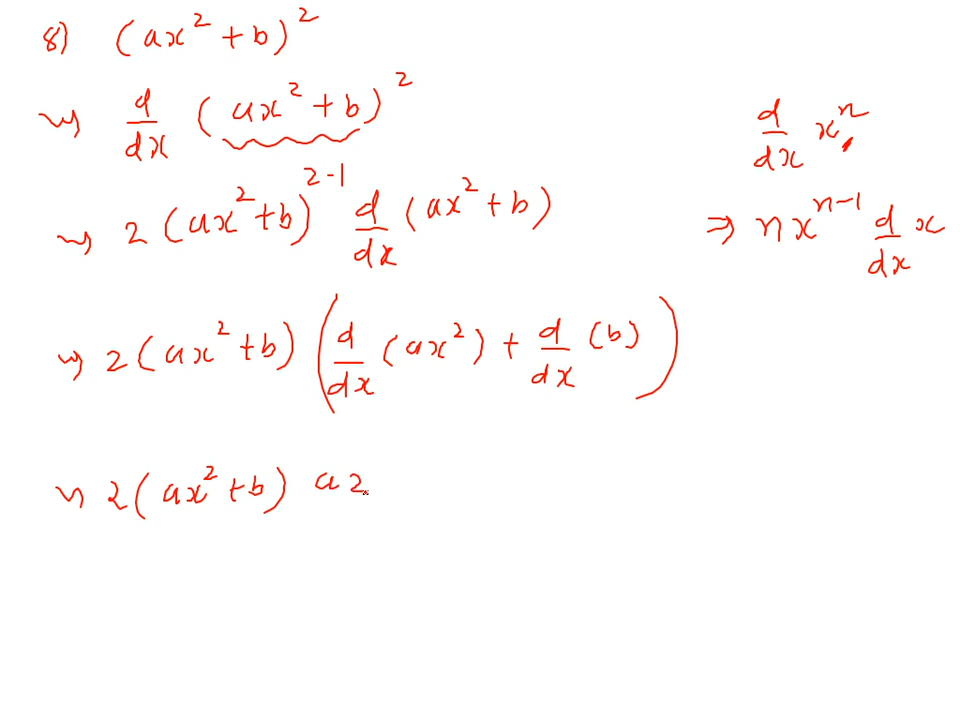 8) (ax² + b)²
⇒ d/dx (ax² + b)²
d/dx xⁿ
⇒ 2 (ax² + b)²⁻¹ d/dx (ax² + b)
⇒ n xⁿ⁻¹ d/dx x
⇒ 2 (ax² + b) ( d/dx (ax²) + d/dx (b) )
⇒ 2 (ax² + b) a 2